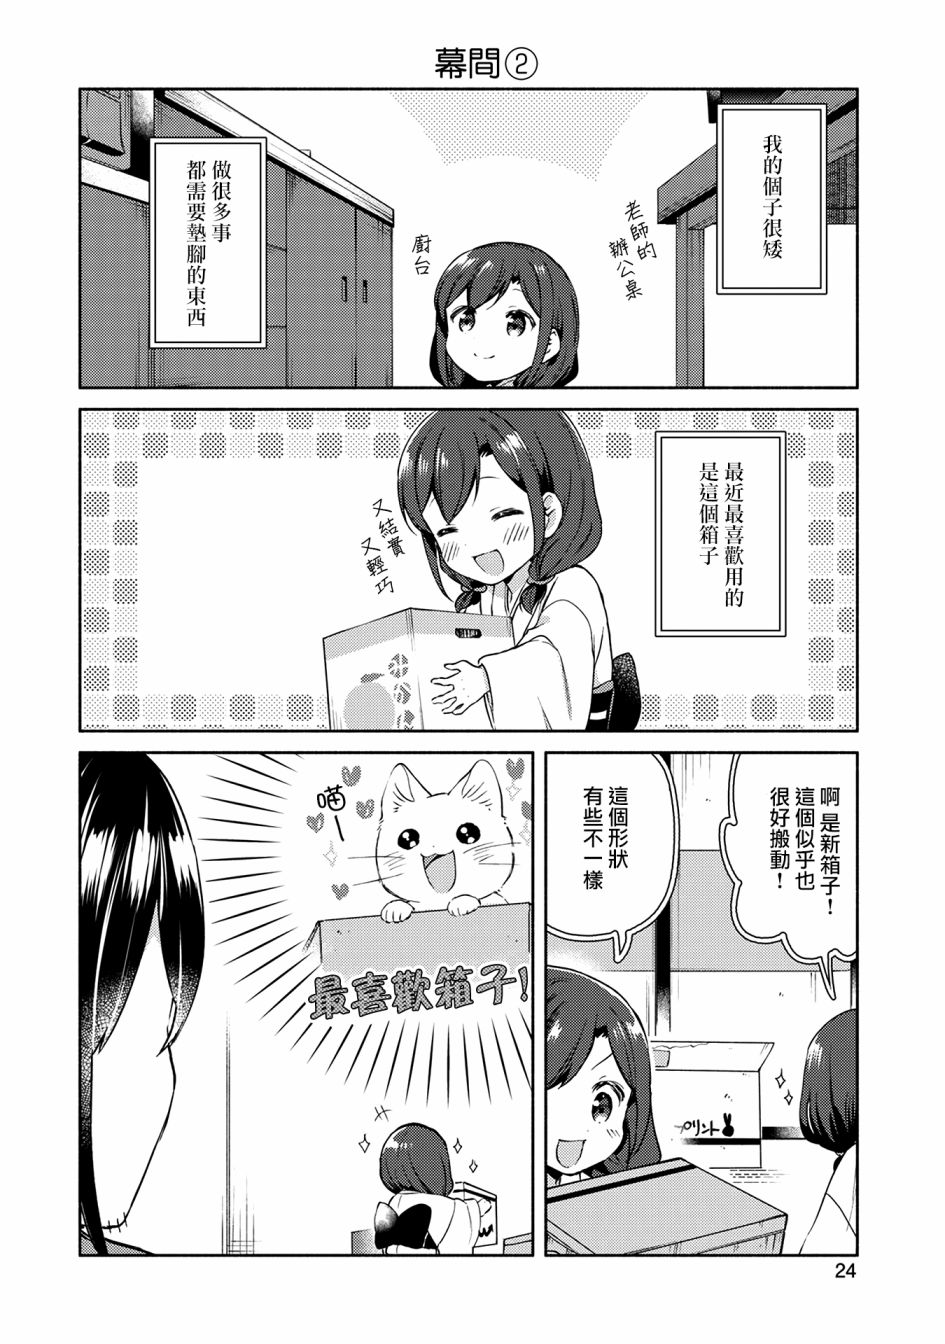 幕間②
我的個子很矮
老師的
辦公桌
廚台
做很多事
都需要墊腳的東西
最近最喜歡用的
是這個箱子
又結實
又輕巧
啊 是新箱子!
這個似乎也
很好搬動!
這個形狀
有些不一樣
プリント
喵ー
最喜歡箱子!
24